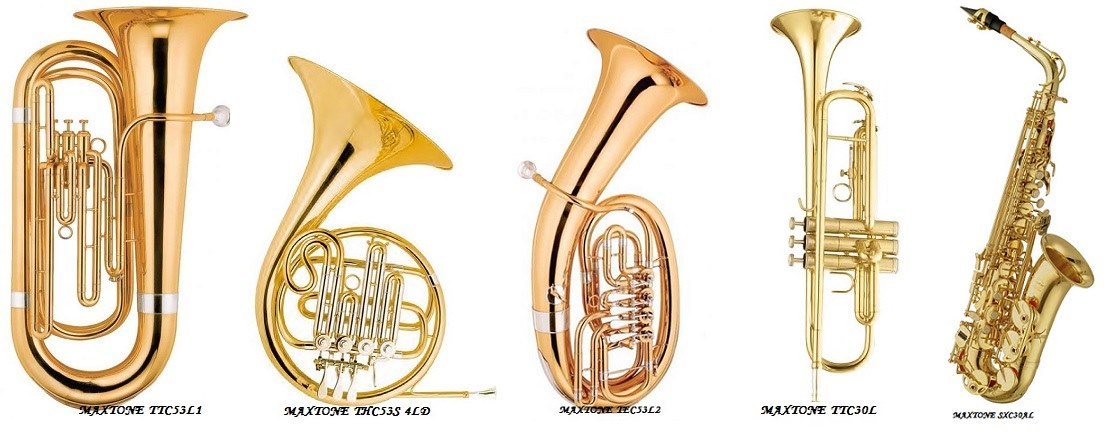 MAXTONE TTC53L1
MAXTONE THC53S 4LD
MAXTONE TEC53L2
MAXTONE TTC30L
MAXTONE SXC30AL